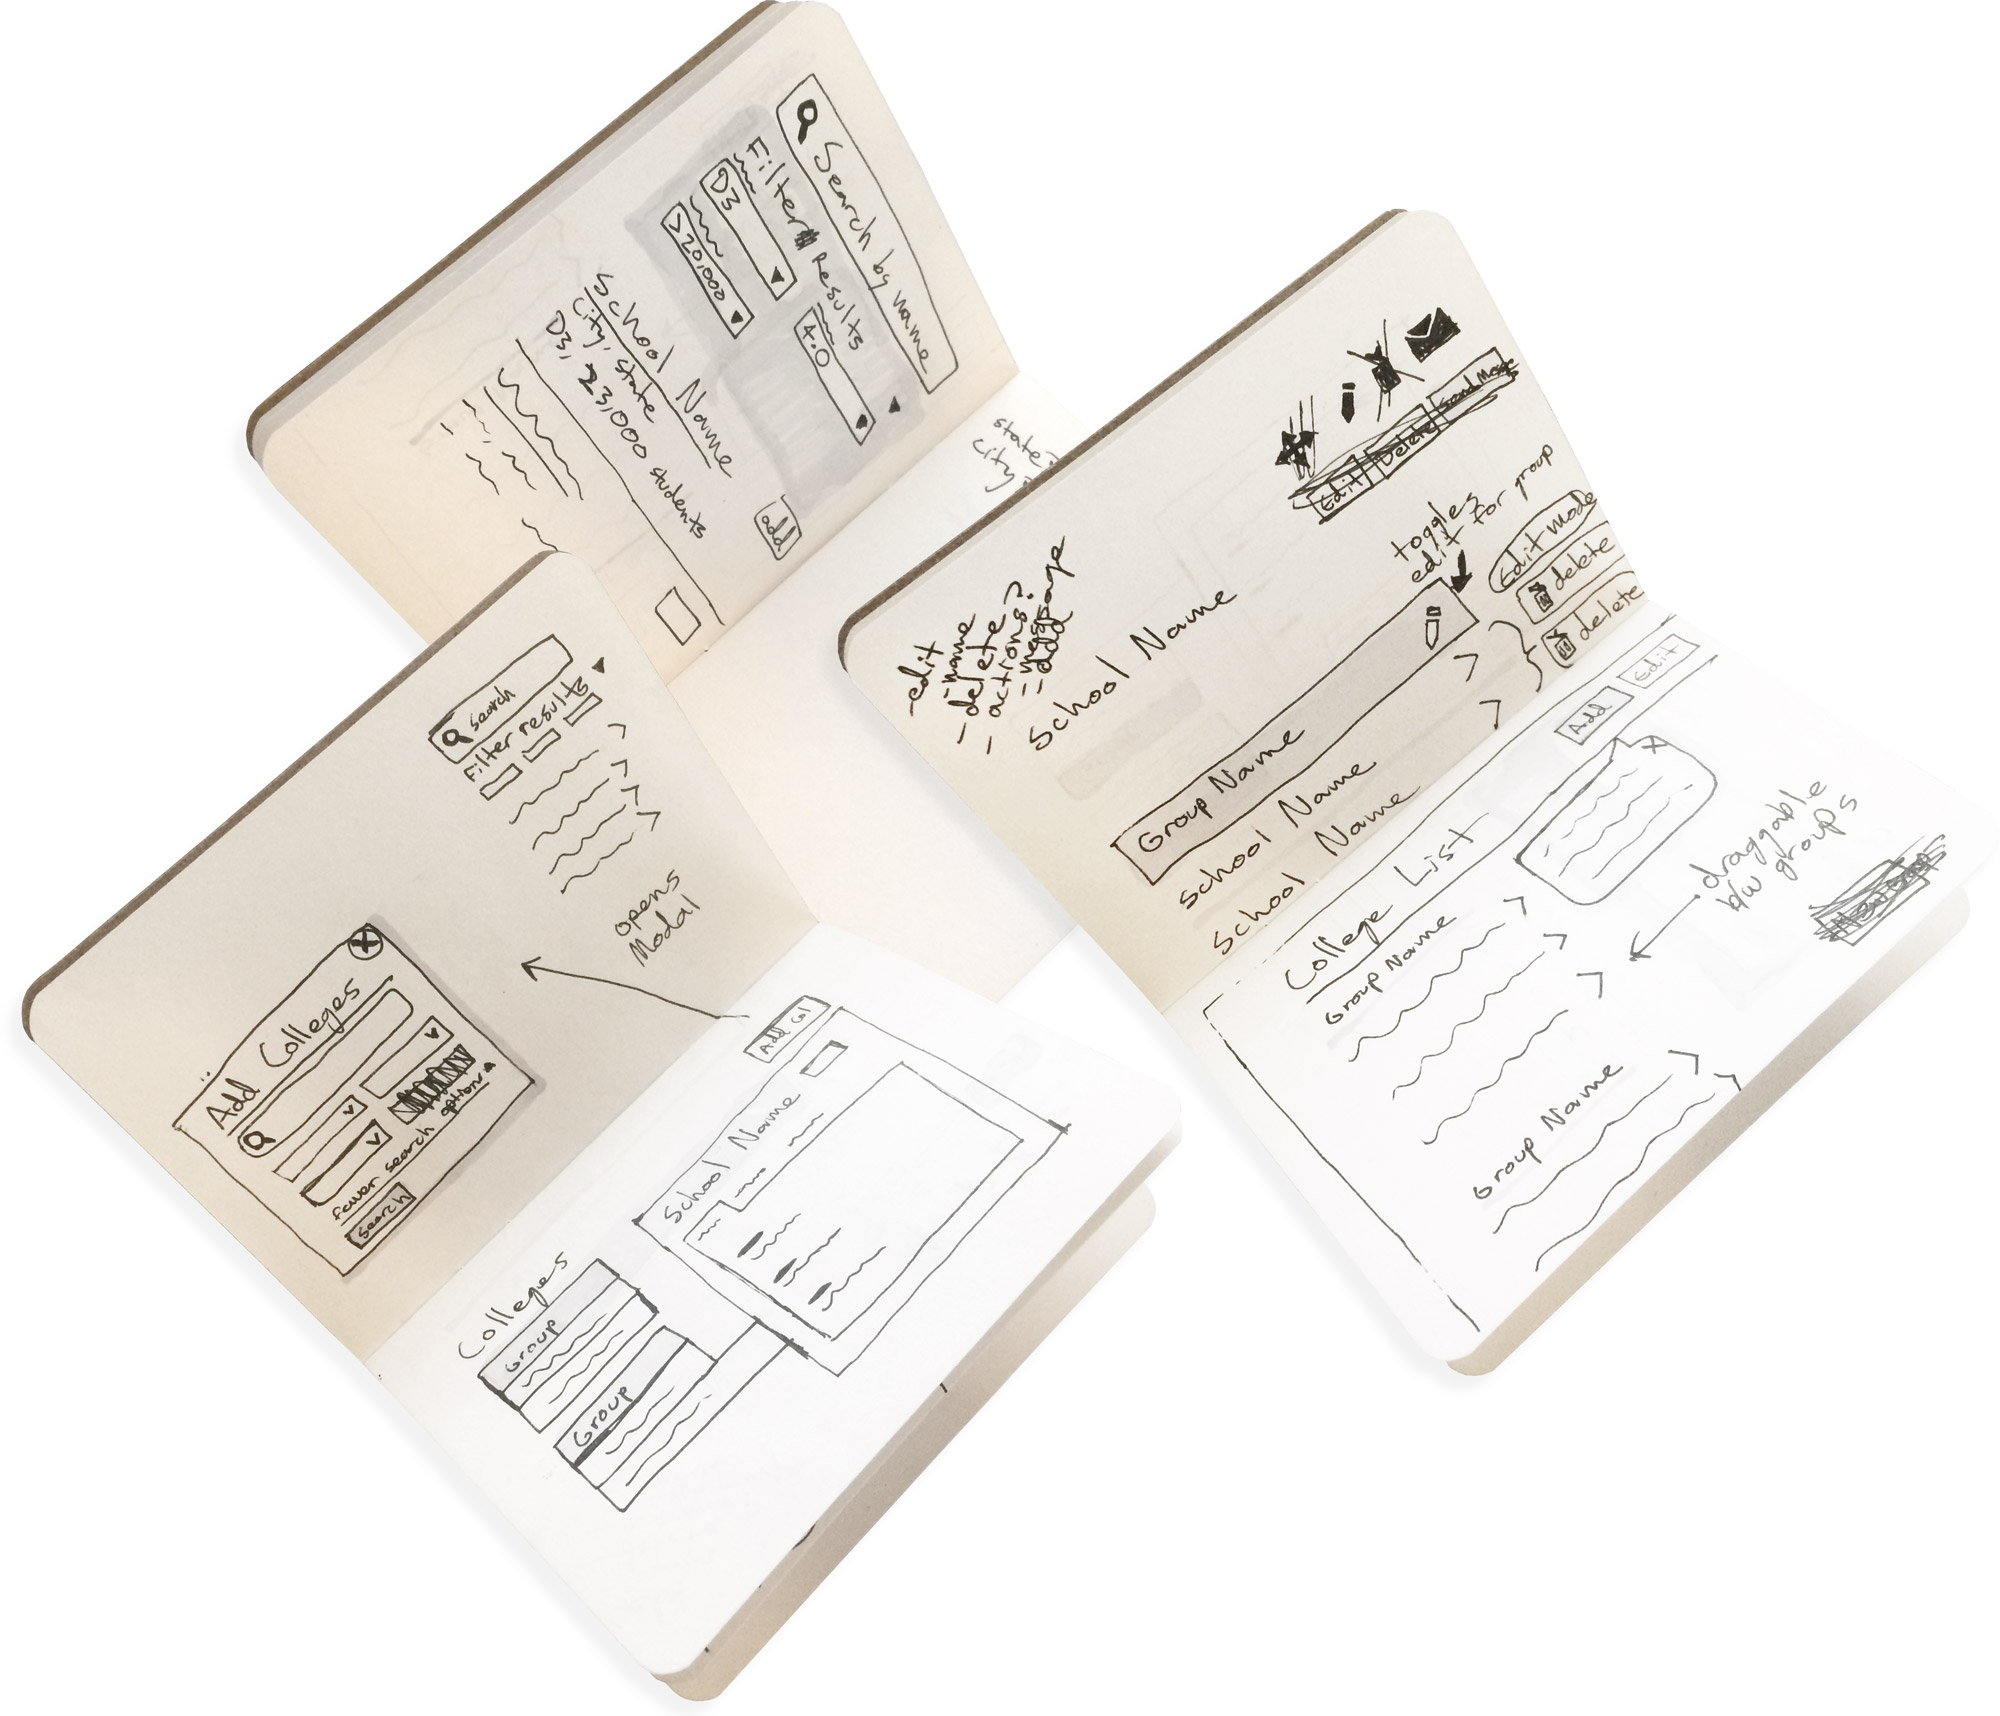 Search by name
Filter Results
D3
4.0
>20,000
School Name
City, state
D3, 23,000 students
add
state?
city
-edit
-name
-delete
-actions?
-message
-add
School Name
Edit
Delete
toggles
edit for group
Edit mode
delete
delete
Group Name
School Name
School Name
Add
Edit
College List
Group Name
Group Name
draggable
b/w groups
Search
Filter results
opens
Modal
Add Colleges
fewer search options
Search
Add Col
School Name
Colleges
Group
Group